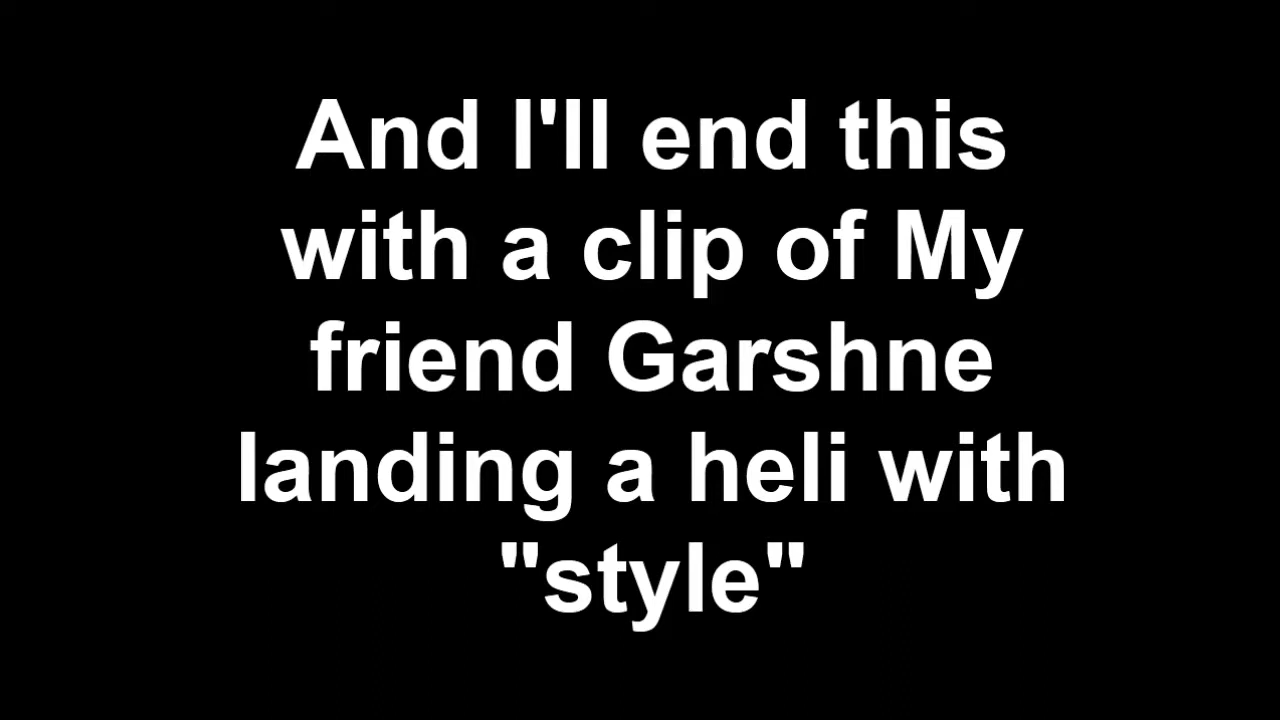 And I'll end this
with a clip of My
friend Garshne
landing a heli with
"style"